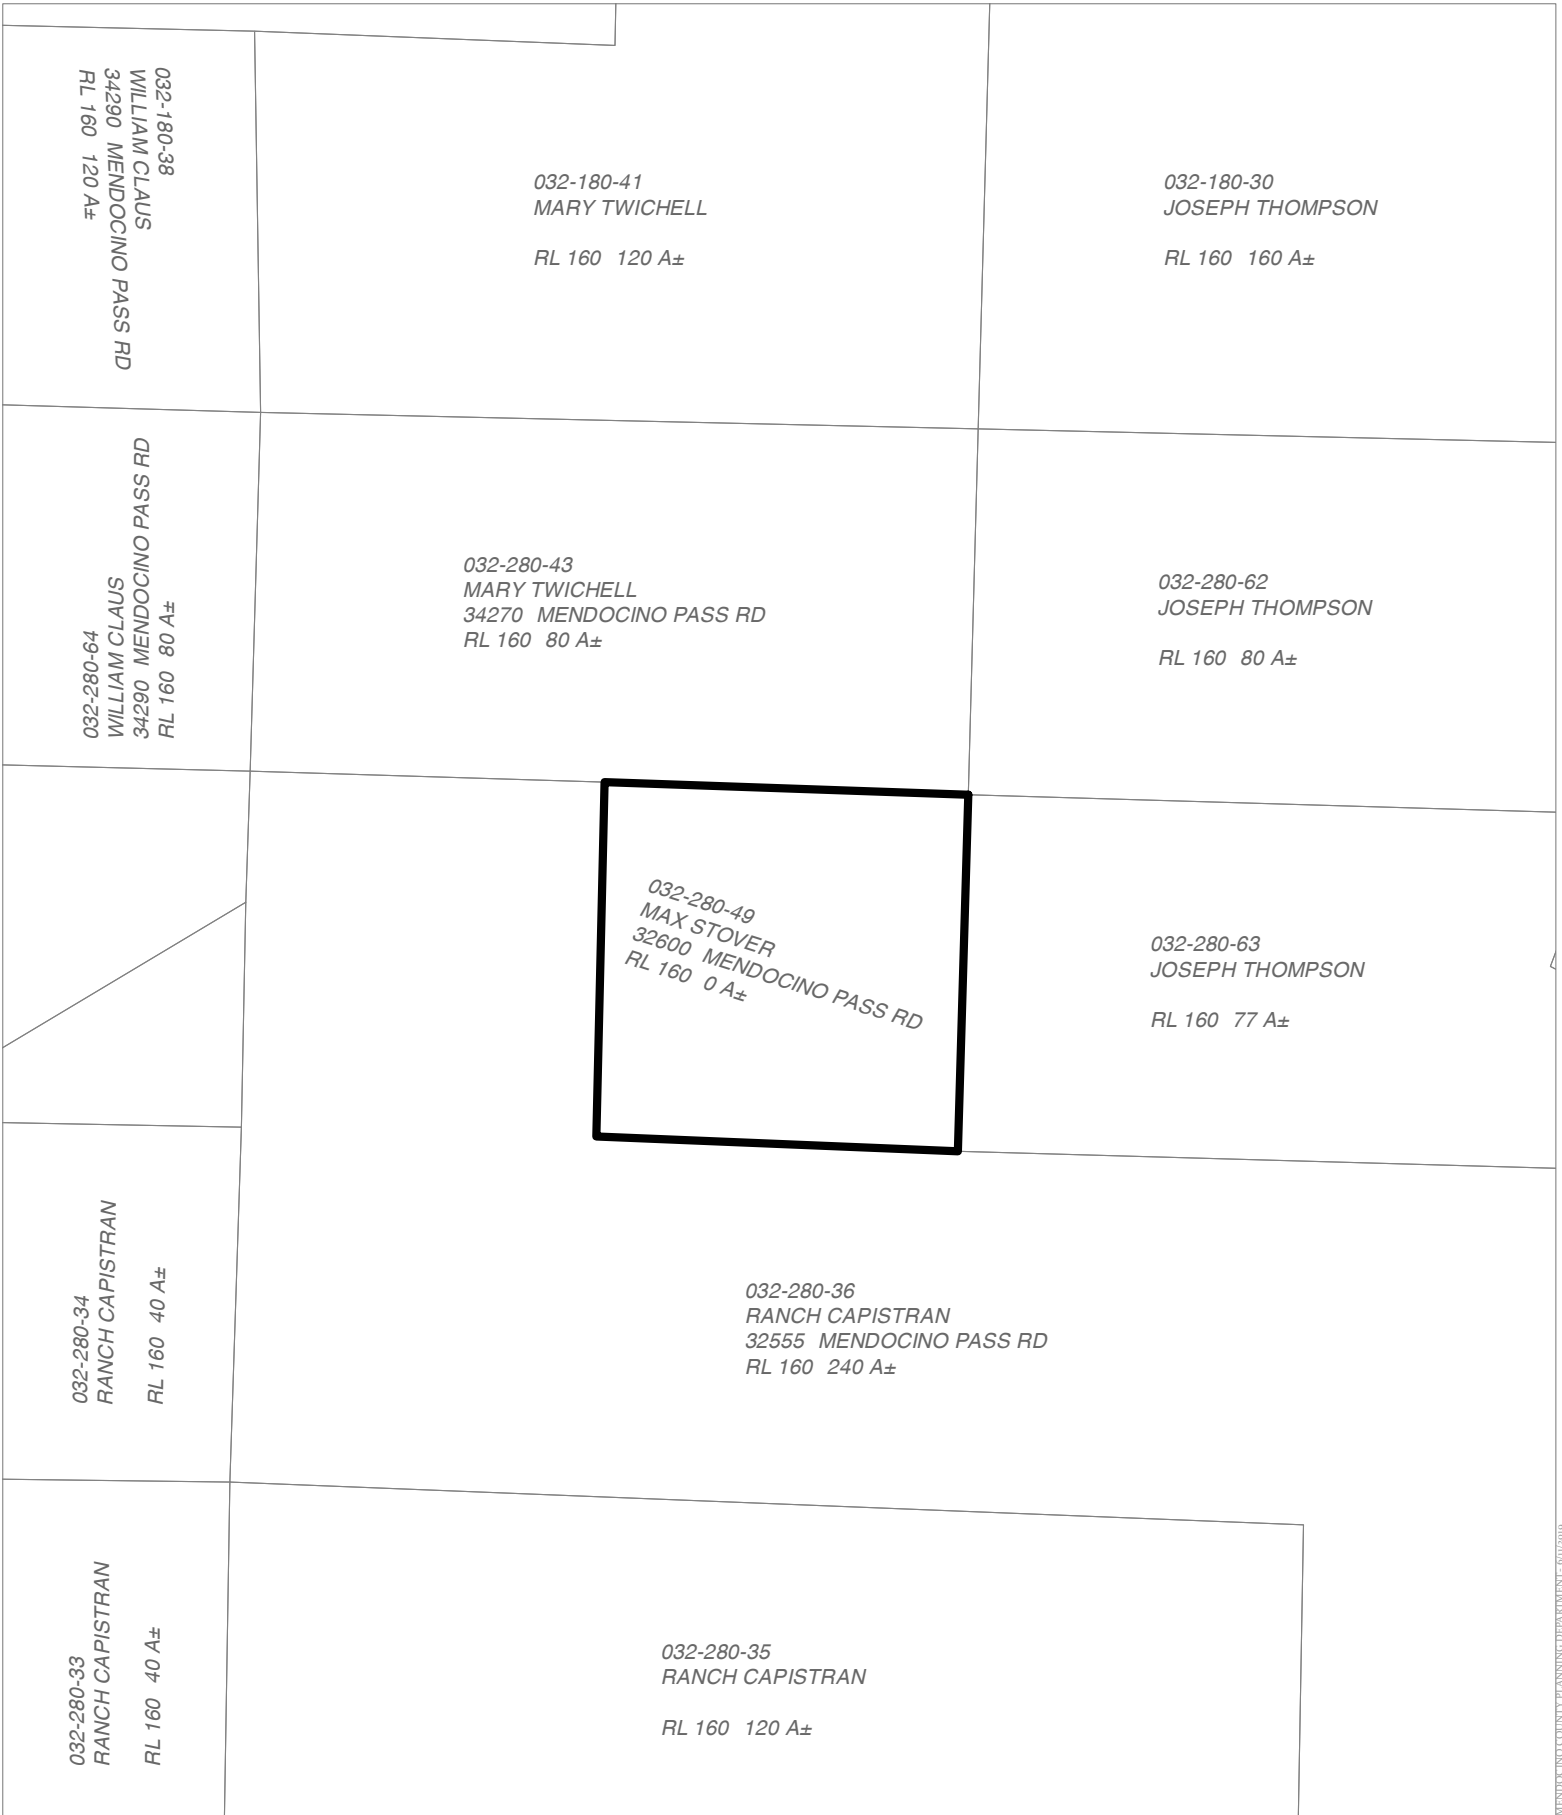 032-180-38
WILLIAM CLAUS
34290 MENDOCINO PASS RD
RL 160 120 A±
032-180-41
MARY TWICHELL
RL 160 120 A±
032-180-30
JOSEPH THOMPSON
RL 160 160 A±
032-280-64
WILLIAM CLAUS
34290 MENDOCINO PASS RD
RL 160 80 A±
032-280-43
MARY TWICHELL
34270 MENDOCINO PASS RD
RL 160 80 A±
032-280-62
JOSEPH THOMPSON
RL 160 80 A±
032-280-49
MAX STOVER
32600 MENDOCINO PASS RD
RL 160 0 A±
032-280-63
JOSEPH THOMPSON
RL 160 77 A±
032-280-34
RANCH CAPISTRAN
RL 160 40 A±
032-280-36
RANCH CAPISTRAN
32555 MENDOCINO PASS RD
RL 160 240 A±
032-280-33
RANCH CAPISTRAN
RL 160 40 A±
032-280-35
RANCH CAPISTRAN
RL 160 120 A±
MENDOCINO COUNTY PLANNING DEPARTMENT -